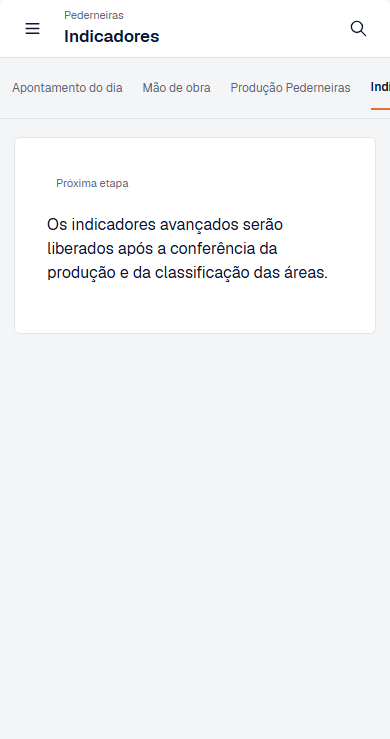 Pederneiras
Indicadores
Apontamento do dia
Mão de obra
Produção Pederneiras
Indi
Próxima etapa
Os indicadores avançados serão
liberados após a conferência da
produção e da classificação das áreas.